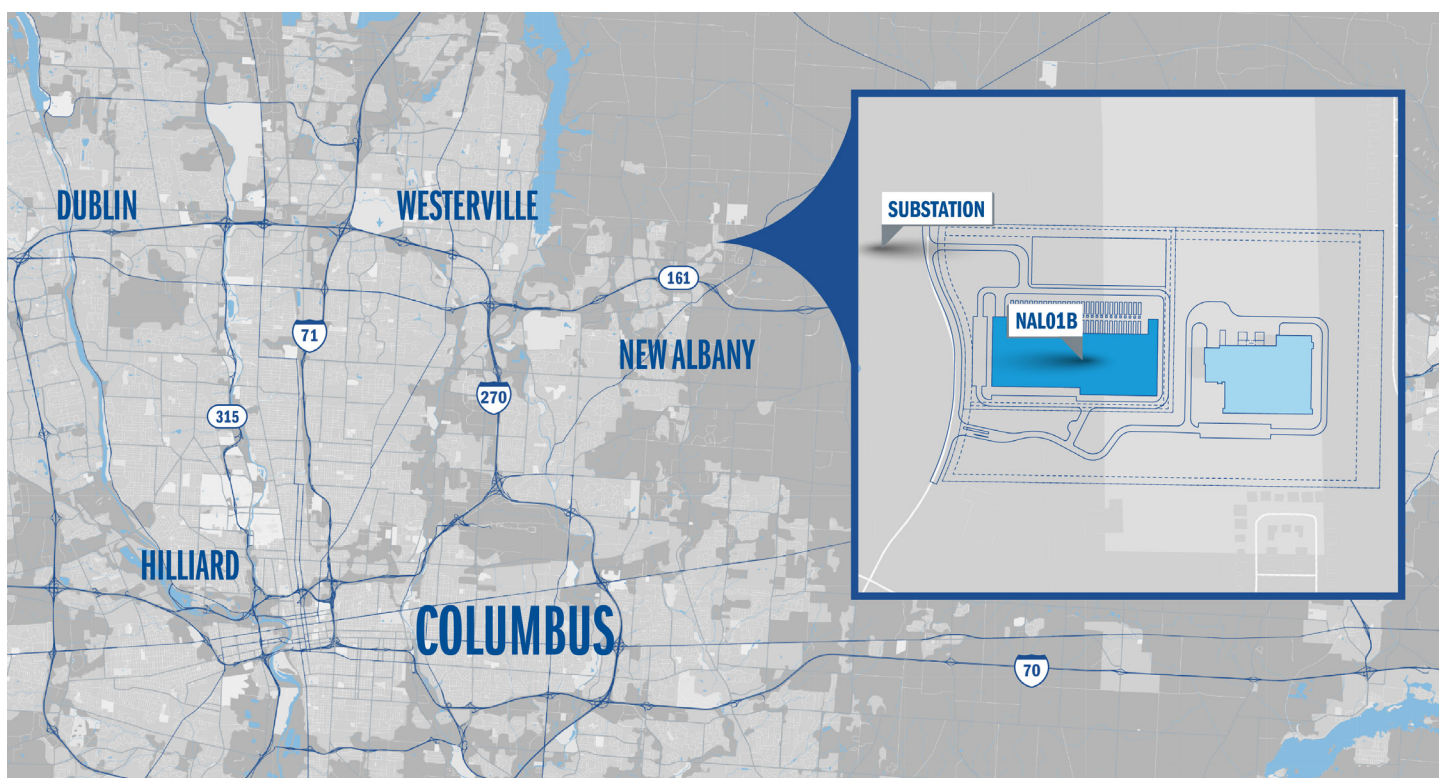 DUBLIN
WESTERVILLE
SUBSTATION
161
NAL01B
71
NEW ALBANY
270
315
HILLIARD
COLUMBUS
70